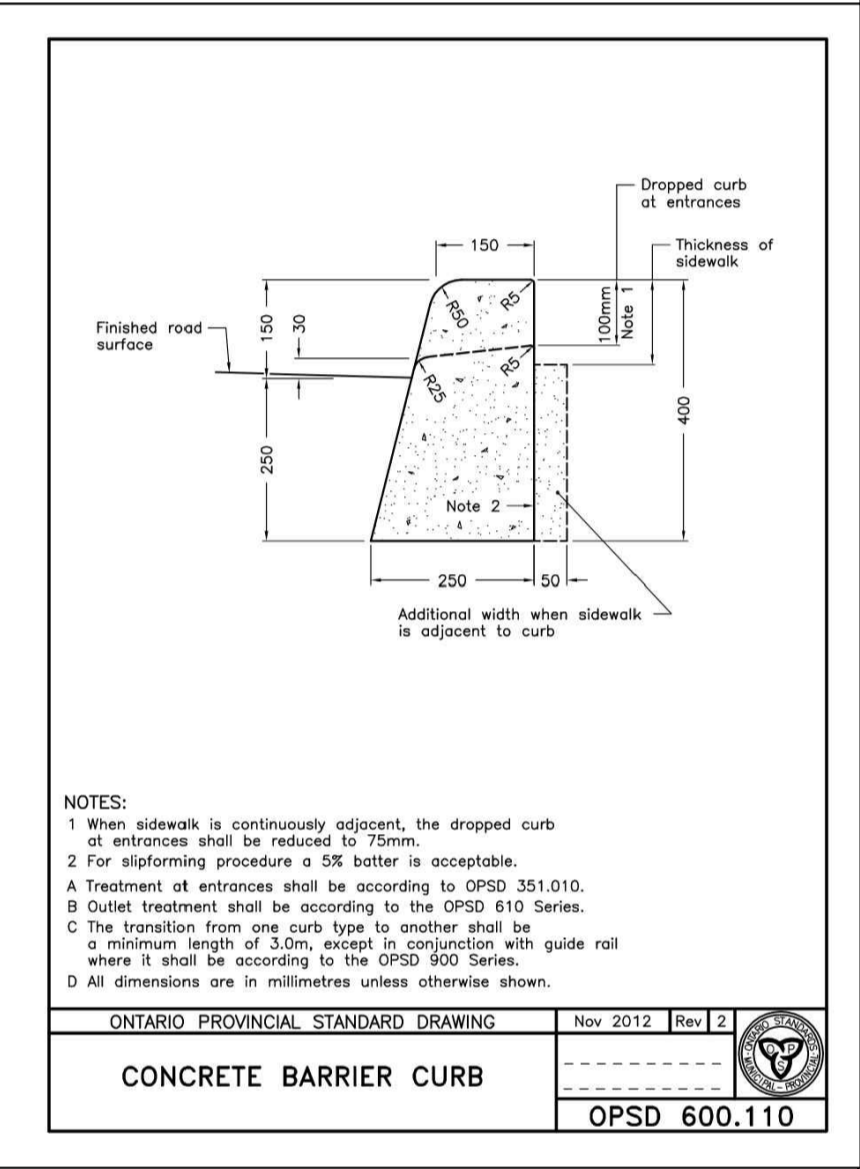 Dropped curb
at entrances
150
Thickness of
sidewalk
Finished road
surface
150
30
R50
R5
100mm
Note 1
R25
R5
400
250
Note 2
250
50
Additional width when sidewalk
is adjacent to curb
NOTES:
1 When sidewalk is continuously adjacent, the dropped curb
at entrances shall be reduced to 75mm.
2 For slipforming procedure a 5% batter is acceptable.
A Treatment at entrances shall be according to OPSD 351.010.
B Outlet treatment shall be according to the OPSD 610 Series.
C The transition from one curb type to another shall be
a minimum length of 3.0m, except in conjunction with guide rail
where it shall be according to the OPSD 900 Series.
D All dimensions are in millimetres unless otherwise shown.
ONTARIO PROVINCIAL STANDARD DRAWING
Nov 2012 Rev 2
CONCRETE BARRIER CURB
ONTARIO STANDARDS
MUNICIPAL - PROVINCIAL
O P S
OPSD 600.110